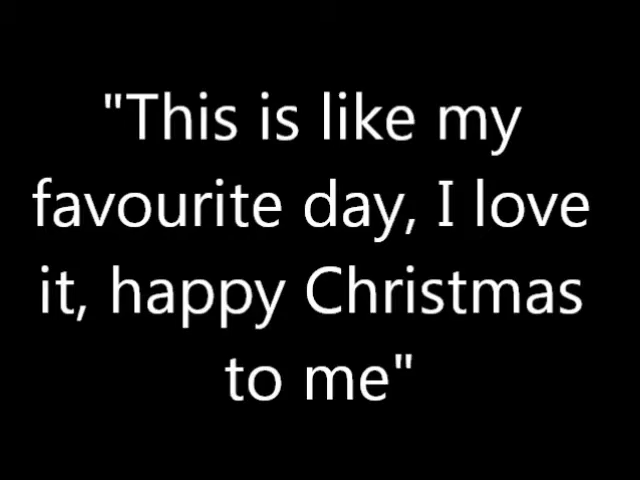 "This is like my
favourite day, I love
it, happy Christmas
to me"